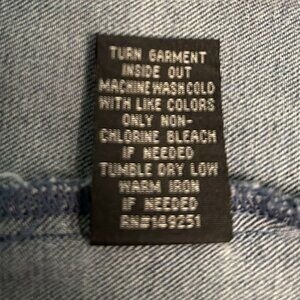 TURN GARMENT
INSIDE OUT
MACHINE WASH COLD
WITH LIKE COLORS
ONLY NON-
CHLORINE BLEACH
IF NEEDED
TUMBLE DRY LOW
WARM IRON
IF NEEDED
RN#149251